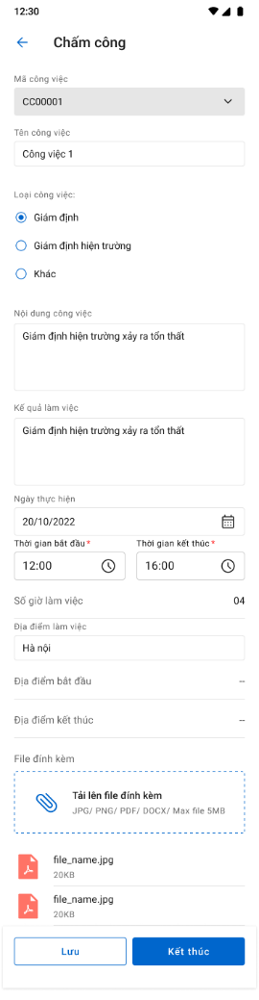 12:30
Chấm công
Mã công việc
CC00001
Tên công việc
Công việc 1
Loại công việc:
Giám định
Giám định hiện trường
Khác
Nội dung công việc
Giám định hiện trường xảy ra tổn thất
Kế quả làm việc
Giám định hiện trường xảy ra tổn thất
Ngày thực hiện
20/10/2022
Thời gian bắt đầu * Thời gian kết thúc *
12:00 16:00
Số giờ làm việc 04
Địa điểm làm việc
Hà nội
Địa điểm bắt đầu --
Địa điểm kết thúc --
File đính kèm
Tải lên file đính kèm
JPG/ PNG/ PDF/ DOCX/ Max file 5MB
file_name.jpg
20KB
file_name.jpg
20KB
Lưu Kết thúc